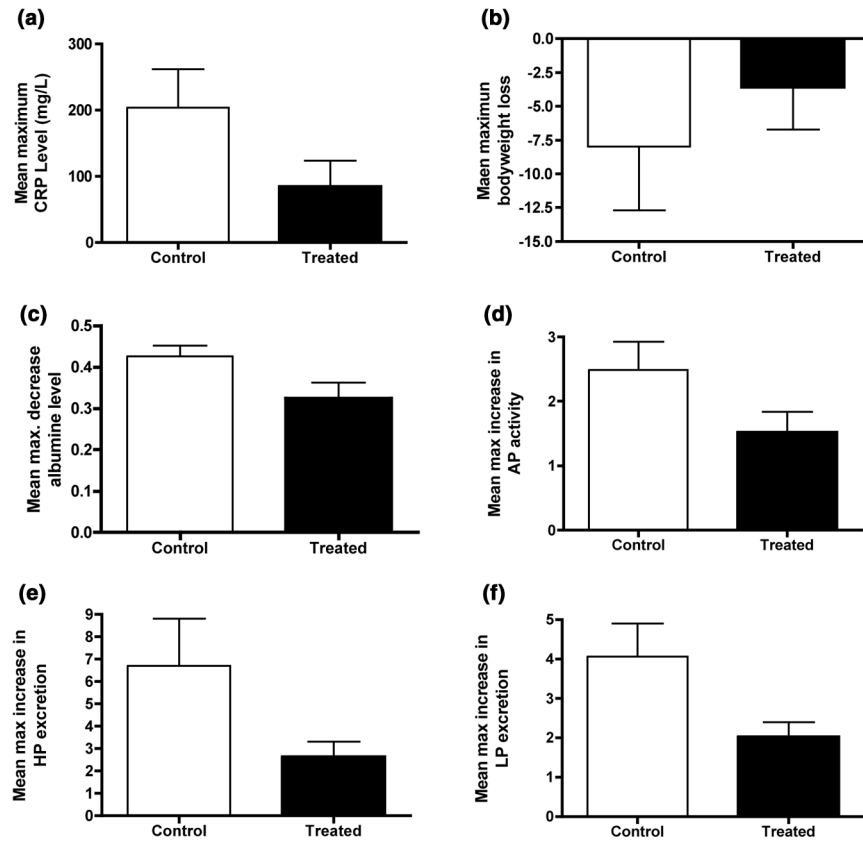 (a)
Mean maximum
CRP Level (mg/L)
300
200
100
0
Control Treated
(b)
Maen maximun
bodyweight loss
0.0
-2.5
-5.0
-7.5
-10.0
-12.5
-15.0
Control Treated
(c)
Mean max. decrease
albumine level
0.5
0.4
0.3
0.2
0.1
0.0
Control Treated
(d)
Mean max increase in
AP activity
3
2
1
0
Control Treated
(e)
Mean max increase in
HP excretion
9
8
7
6
5
4
3
2
1
0
Control Treated
(f)
Mean max increase in
LP excretion
5
4
3
2
1
0
Control Treated